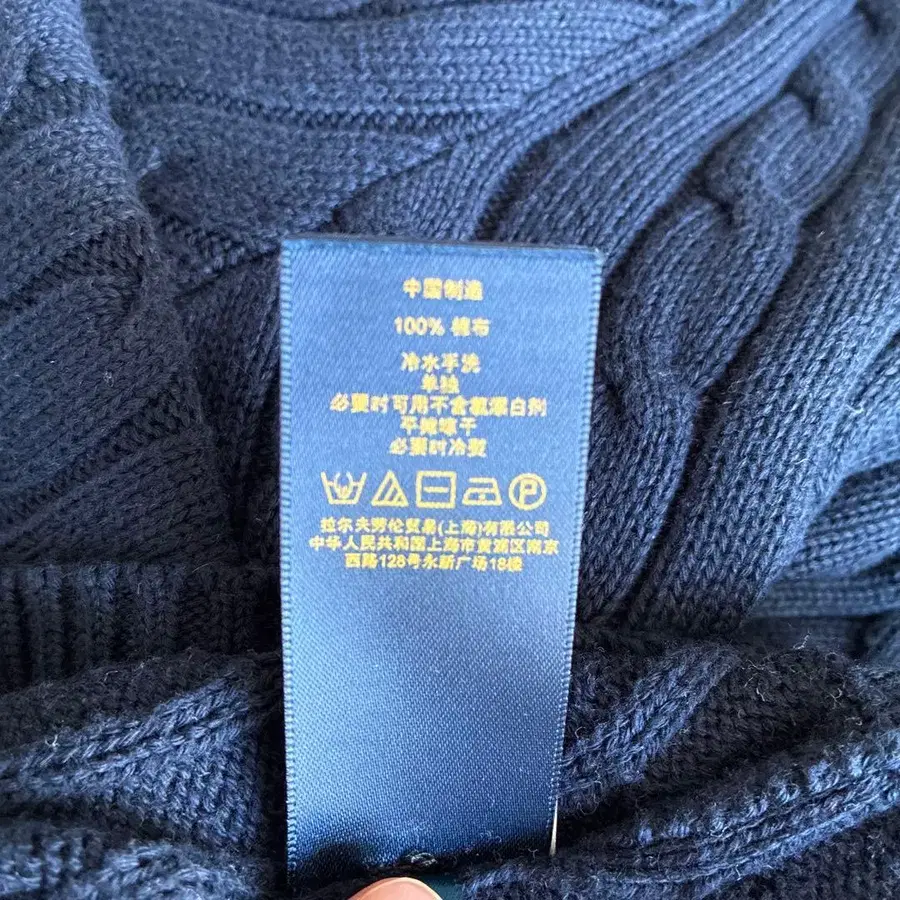 中国制造
100% 棉布
冷水手洗
单独
必要时可用不含氯漂白剂
平摊晾干
必要时冷熨
P
拉尔夫劳伦贸易(上海)有限公司
中华人民共和国上海市黄浦区南京
西路128号永新广场18楼